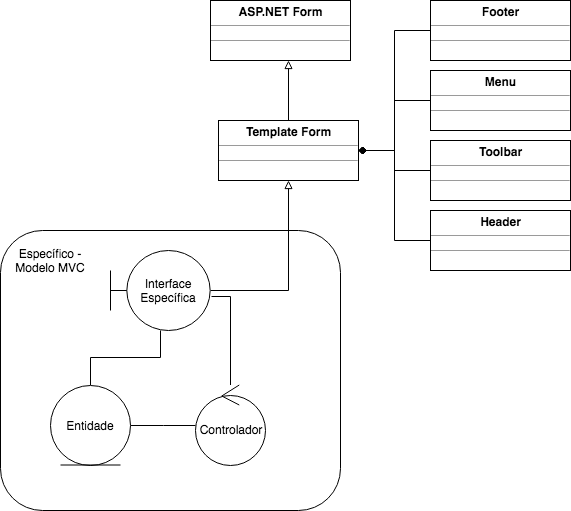 ASP.NET Form
Footer
Menu
Template Form
Toolbar
Header
Específico -
Modelo MVC
Interface
Específica
Entidade
Controlador